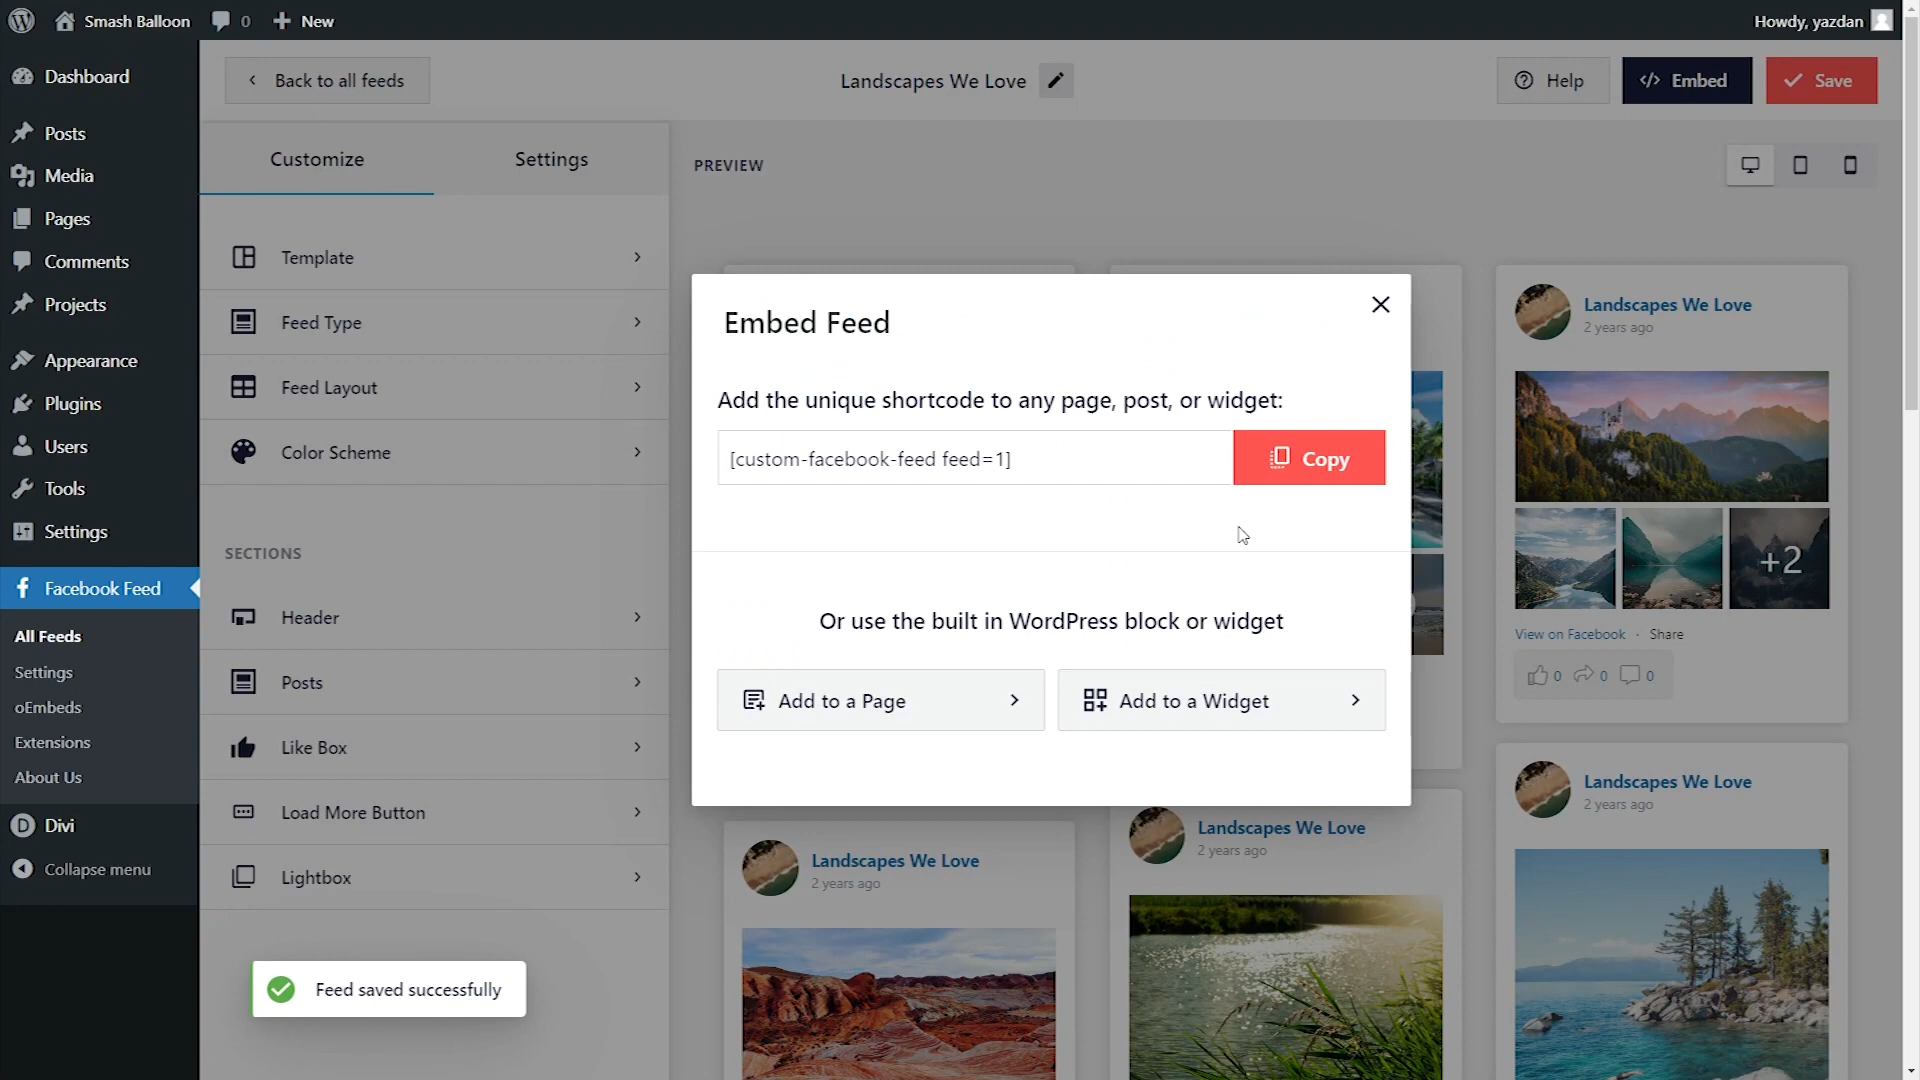 Smash Balloon
0
New
Howdy, yazdan
Dashboard
Posts
Media
Pages
Comments
Projects
Appearance
Plugins
Users
Tools
Settings
Facebook Feed
All Feeds
Settings
oEmbeds
Extensions
About Us
Divi
Collapse menu
Back to all feeds
Landscapes We Love
Help
Embed
Save
Customize
Settings
Template
Feed Type
Feed Layout
Color Scheme
SECTIONS
Header
Posts
Like Box
Load More Button
Lightbox
Feed saved successfully
PREVIEW
Embed Feed
Add the unique shortcode to any page, post, or widget:
[custom-facebook-feed feed=1]
Copy
Or use the built in WordPress block or widget
Add to a Page
Add to a Widget
Landscapes We Love
2 years ago
Landscapes We Love
2 years ago
Landscapes We Love
2 years ago
+2
View on Facebook · Share
0 0 0
Landscapes We Love
2 years ago